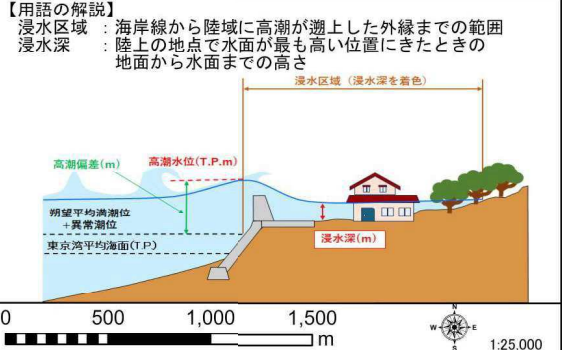 【用語の解説】
浸水区域 ：海岸線から陸域に高潮が遡上した外縁までの範囲
浸水深 ：陸上の地点で水面が最も高い位置にきたときの
地面から水面までの高さ
浸水区域（浸水深を着色）
高潮偏差(m)
高潮水位(T.P.m)
朔望平均満潮位
+異常潮位
東京湾平均海面(T.P)
浸水深(m)
0 500 1,000 1,500
m
N
W E
S
1:25,000